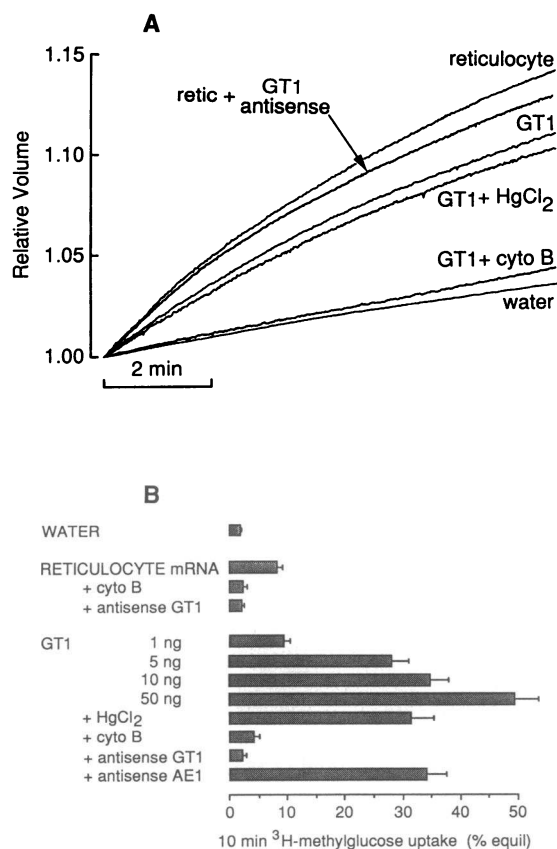 A
1.15
1.10
1.05
1.00
Relative Volume
reticulocyte
retic + GT1 antisense
GT1
GT1 + HgCl2
GT1 + cyto B
water
2 min
B
WATER
RETICULOCYTE mRNA
+ cyto B
+ antisense GT1
GT1 1 ng
5 ng
10 ng
50 ng
+ HgCl2
+ cyto B
+ antisense GT1
+ antisense AE1
0 10 20 30 40 50
10 min 3H-methylglucose uptake (% equil)